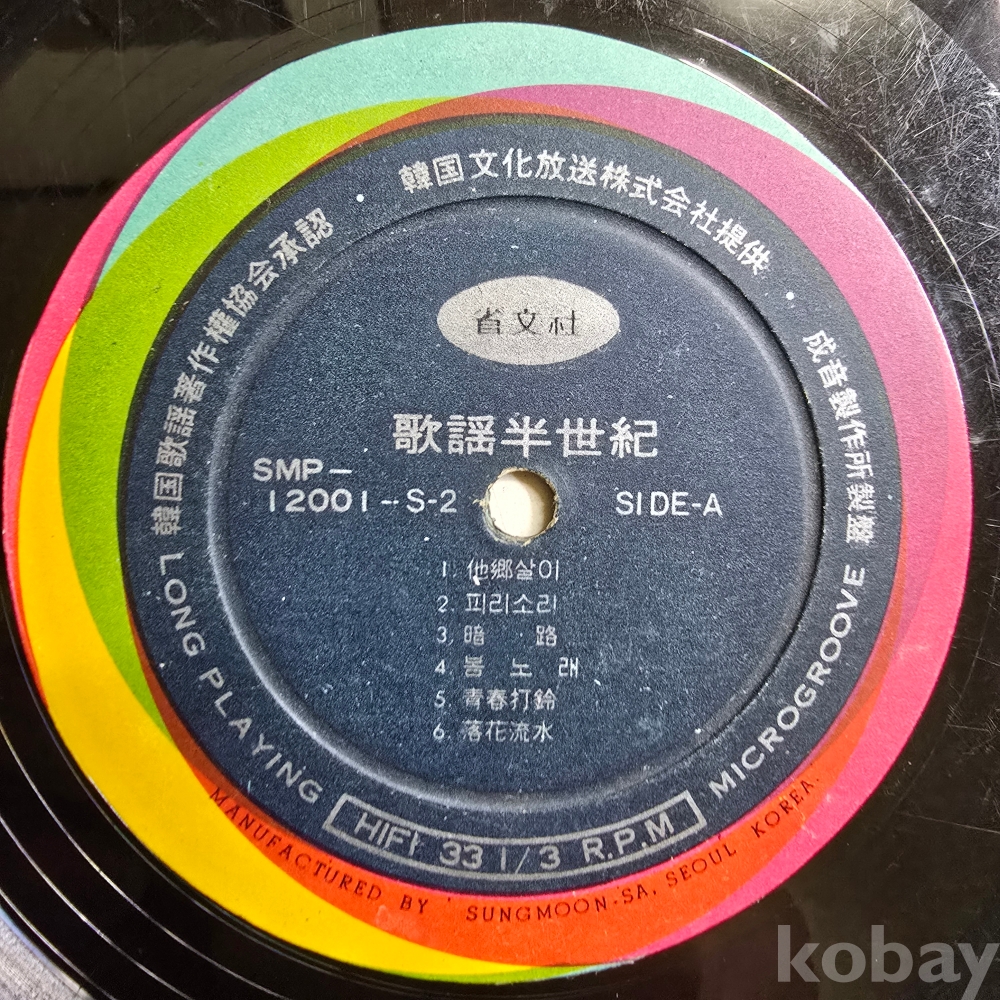 韓国歌謡著作權協会承認 · 韓国文化放送株式会社提供 · 成音製作所製盤
省文社
歌謡半世紀
SMP-
12001-S-2
SIDE-A
1. 他鄕살이
2. 피리소리
3. 暗 路
4. 봄 노 래
5. 青春打鈴
6. 落花流水
LONG PLAYING
HIFI 33 1/3 R.P.M
MICROGROOVE
MANUFACTURED BY SUNGMOON-SA, SEOUL KOREA.
kobay